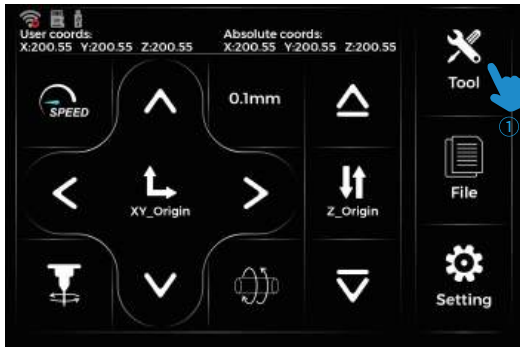 User coords:
X:200.55 Y:200.55 Z:200.55
Absolute coords:
X:200.55 Y:200.55 Z:200.55
Tool
①
SPEED
0.1mm
XY_Origin
Z_Origin
File
Setting